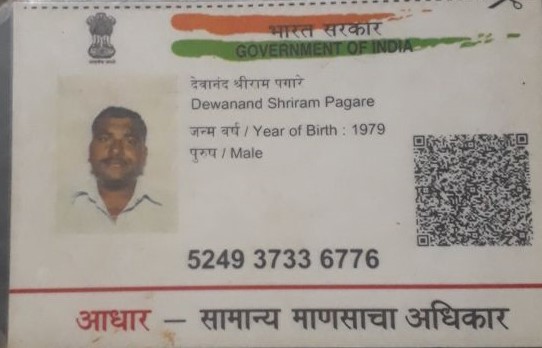 भारत सरकार
GOVERNMENT OF INDIA
देवानंद श्रीराम पगारे
Dewanand Shriram Pagare
जन्म वर्ष / Year of Birth : 1979
पुरुष / Male
5249 3733 6776
आधार – सामान्य माणसाचा अधिकार